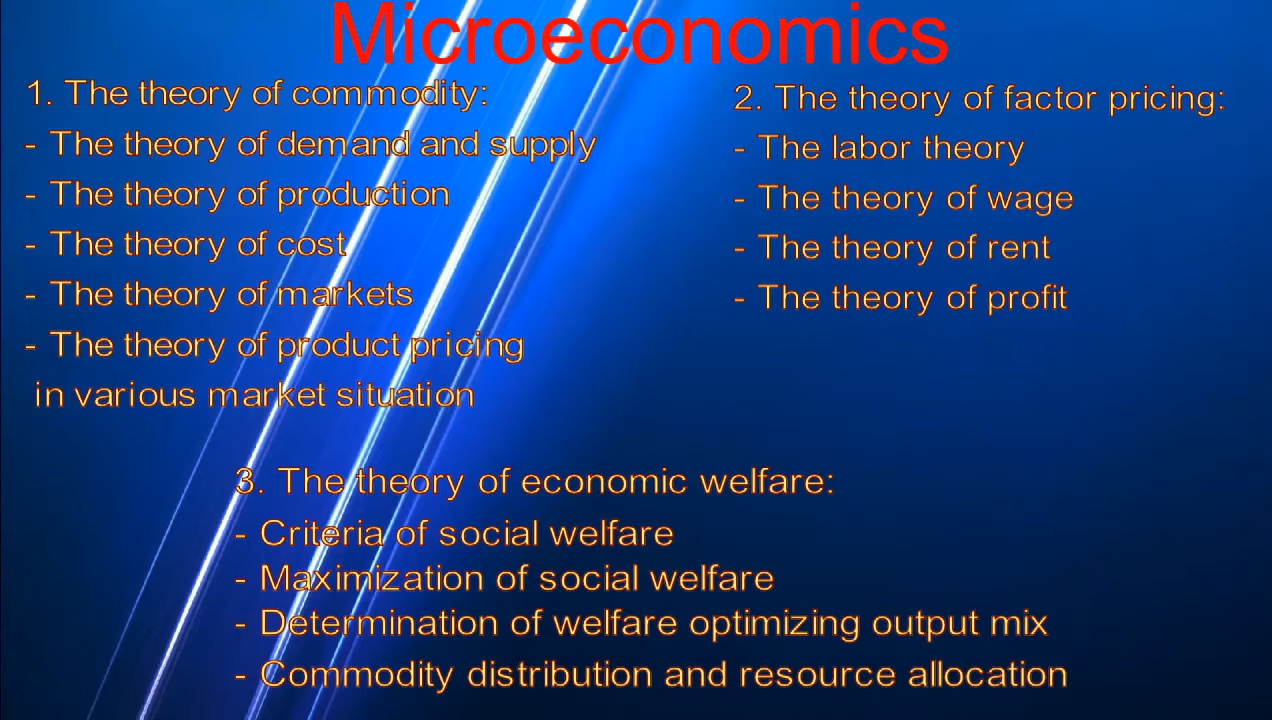 Microeconomics
1. The theory of commodity:
- The theory of demand and supply
- The theory of production
- The theory of cost
- The theory of markets
- The theory of product pricing
in various market situation
2. The theory of factor pricing:
- The labor theory
- The theory of wage
- The theory of rent
- The theory of profit
3. The theory of economic welfare:
- Criteria of social welfare
- Maximization of social welfare
- Determination of welfare optimizing output mix
- Commodity distribution and resource allocation